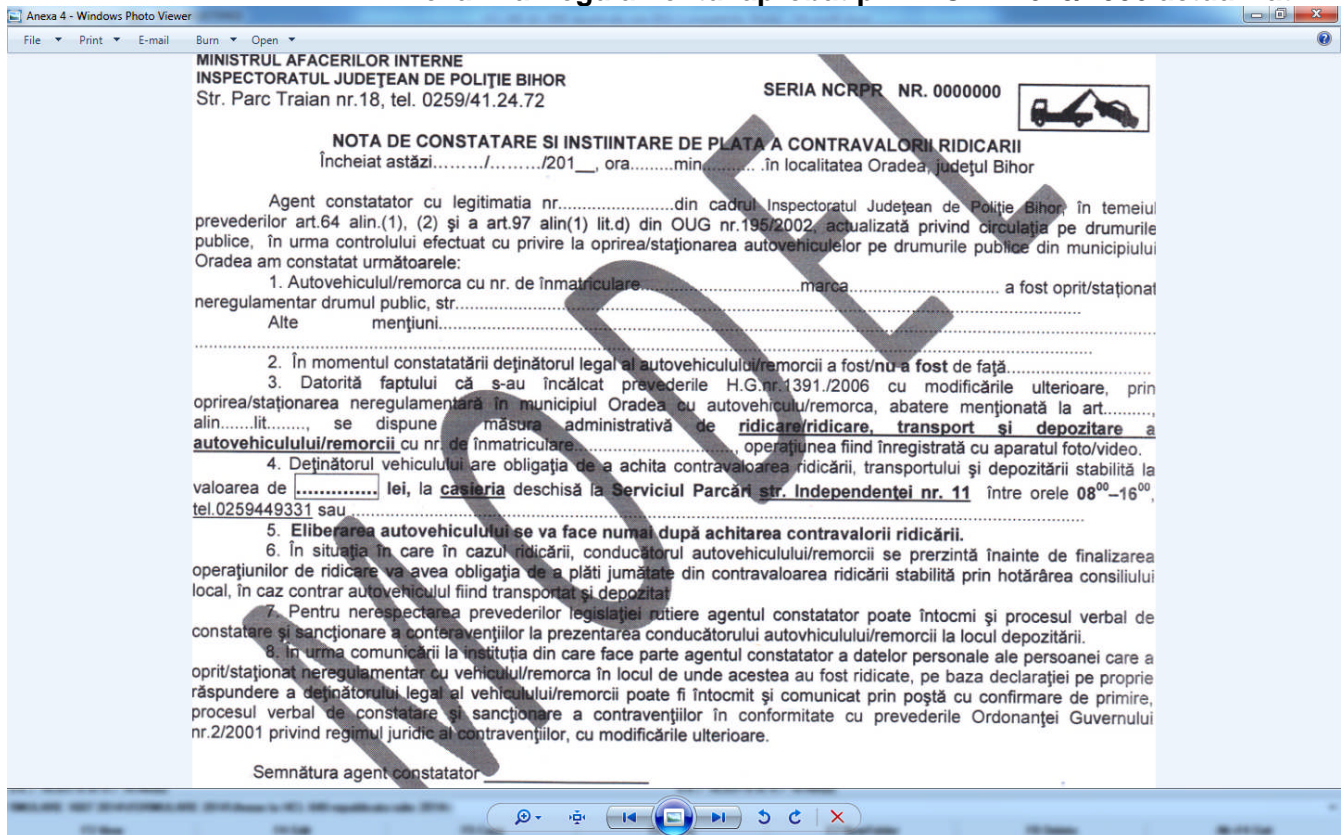 Anexa 4 - Windows Photo Viewer
File Print E-mail Burn Open
MINISTRUL AFACERILOR INTERNE
INSPECTORATUL JUDEŢEAN DE POLIŢIE BIHOR
Str. Parc Traian nr.18, tel. 0259/41.24.72
SERIA NCRPR NR. 0000000
NOTA DE CONSTATARE SI INSTIINTARE DE PLATA A CONTRAVALORII RIDICARII
Încheiat astăzi........./........./201__, ora........min........... .în localitatea Oradea, judeţul Bihor
Agent constatator cu legitimatia nr......................din cadrul Inspectoratul Judeţean de Poliţie Bihor, în temeiul
prevederilor art.64 alin.(1), (2) şi a art.97 alin(1) lit.d) din OUG nr.195/2002, actualizată privind circulaţia pe drumurile
publice, în urma controlului efectuat cu privire la oprirea/staţionarea autovehiculelor pe drumurile publice din municipiului
Oradea am constatat următoarele:
1. Autovehiculul/remorca cu nr. de înmatriculare..............................marca............................ a fost oprit/staţionat
neregulamentar drumul public, str....................................................................................................
Alte menţiuni....................................................................................................
....................................................................................................
2. În momentul constatatării deţinătorul legal al autovehiculului/remorcii a fost/nu a fost de faţă......................
3. Datorită faptului că s-au încălcat prevederile H.G.nr.1391./2006 cu modificările ulterioare, prin
oprirea/staţionarea neregulamentară în municipiul Oradea cu autovehiculu/remorca, abatere menţionată la art.........,
alin.......lit......., se dispune măsura administrativă de ridicare/ridicare, transport şi depozitare a
autovehiculului/remorcii cu nr. de înmatriculare..............................., operaţiunea fiind înregistrată cu aparatul foto/video.
4. Deţinătorul vehiculului are obligaţia de a achita contravaloarea ridicării, transportului şi depozitării stabilită la
valoarea de ............. lei, la casieria deschisă la Serviciul Parcări str. Independenţei nr. 11 între orele 08⁰⁰–16⁰⁰,
tel.0259449331 sau ....................................................................................................
5. Eliberarea autovehiculului se va face numai după achitarea contravalorii ridicării.
6. În situaţia în care în cazul ridicării, conducătorul autovehiculului/remorcii se prerzintă înainte de finalizarea
operaţiunilor de ridicare va avea obligaţia de a plăti jumătate din contravaloarea ridicării stabilită prin hotărârea consiliului
local, în caz contrar autovehiculul fiind transportat şi depozitat
7. Pentru nerespectarea prevederilor legislaţiei rutiere agentul constatator poate întocmi şi procesul verbal de
constatare şi sancţionare a conteravenţiilor la prezentarea conducătorului autovhiculului/remorcii la locul depozitării.
8. În urma comunicării la instituţia din care face parte agentul constatator a datelor personale ale persoanei care a
oprit/staţionat neregulamentar cu vehiculul/remorca în locul de unde acestea au fost ridicate, pe baza declaraţiei pe proprie
răspundere a deţinătorului legal al vehiculului/remorcii poate fi întocmit şi comunicat prin poştă cu confirmare de primire,
procesul verbal de constatare şi sancţionare a contravenţiilor în conformitate cu prevederile Ordonanţei Guvernului
nr.2/2001 privind regimul juridic al contravenţiilor, cu modificările ulterioare.
Semnătura agent constatator
MODEL